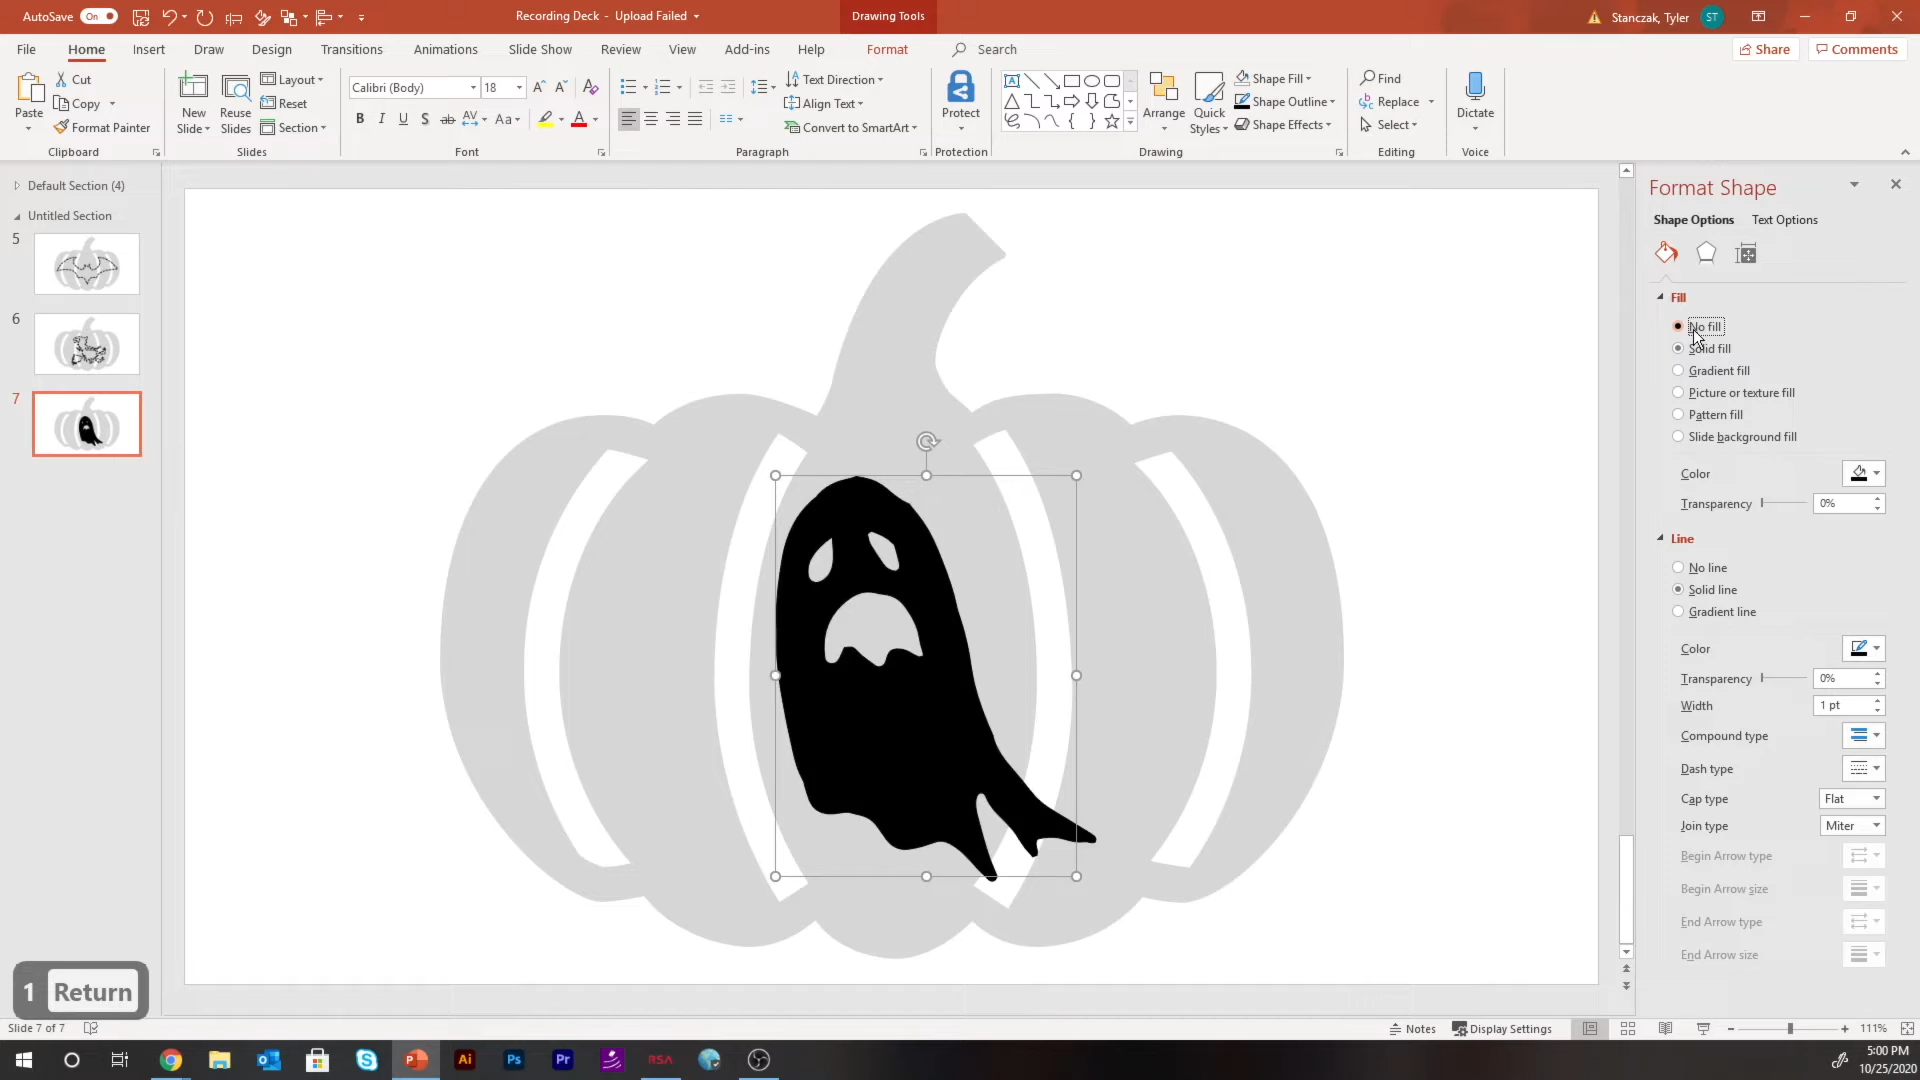 AutoSave On
Recording Deck - Upload Failed
Drawing Tools
Stanczak, Tyler ST
File Home Insert Draw Design Transitions Animations Slide Show Review View Add-ins Help Format Search
Share Comments
Paste
Cut
Copy
Format Painter
Clipboard
New Slide
Reuse Slides
Layout
Reset
Section
Slides
Calibri (Body) 18
B I U S ab AV Aa A
Font
Text Direction
Align Text
Convert to SmartArt
Paragraph
Protect
Protection
Arrange
Quick Styles
Shape Fill
Shape Outline
Shape Effects
Drawing
Find
Replace
Select
Editing
Dictate
Voice
Default Section (4)
Untitled Section
5
6
7
Format Shape
Shape Options Text Options
Fill
No fill
Solid fill
Gradient fill
Picture or texture fill
Pattern fill
Slide background fill
Color
Transparency 0%
Line
No line
Solid line
Gradient line
Color
Transparency 0%
Width 1 pt
Compound type
Dash type
Cap type Flat
Join type Miter
Begin Arrow type
Begin Arrow size
End Arrow type
End Arrow size
1 Return
Slide 7 of 7
Notes Display Settings 111%
Ai Ps Pr RSA
5:00 PM
10/25/2020